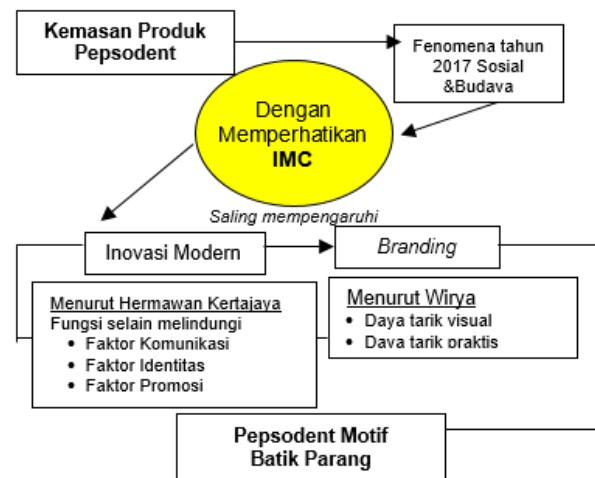 Kemasan Produk
Pepsodent
Fenomena tahun
2017 Sosial
&Budava
Dengan
Memperhatikan
IMC
Saling mempengaruhi
Inovasi Modern
Branding
Menurut Hermawan Kertajaya
Fungsi selain melindungi
• Faktor Komunikasi
• Faktor Identitas
• Faktor Promosi
Menurut Wirya
• Daya tarik visual
• Dava tarik praktis
Pepsodent Motif
Batik Parang